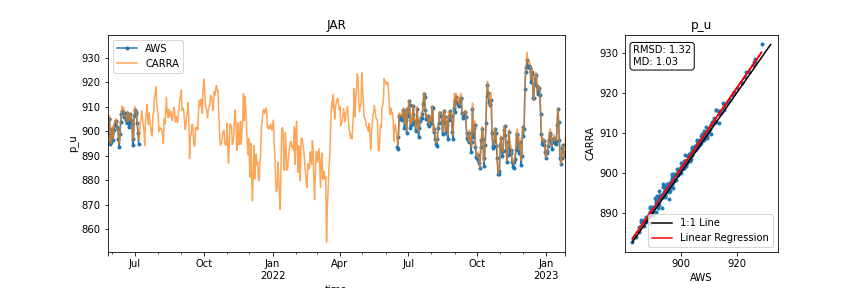 JAR
AWS
CARRA
p_u
930
920
910
900
890
880
870
860
Jul
Oct
Jan
2022
Apr
Jul
Oct
Jan
2023
time
p_u
RMSD: 1.32
MD: 1.03
CARRA
930
920
910
900
890
1:1 Line
Linear Regression
900
920
AWS